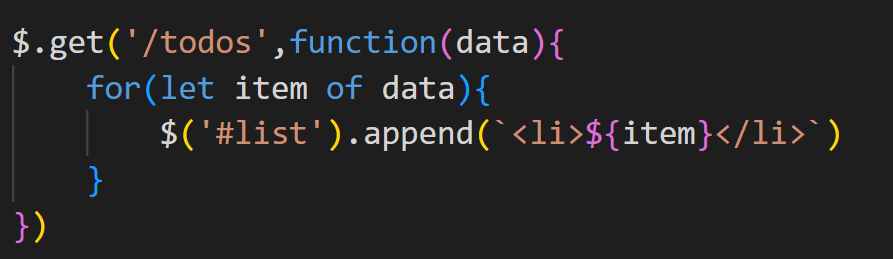 $.get('/todos',function(data){
    for(let item of data){
        $('#list').append(`<li>${item}</li>`)
    }
})